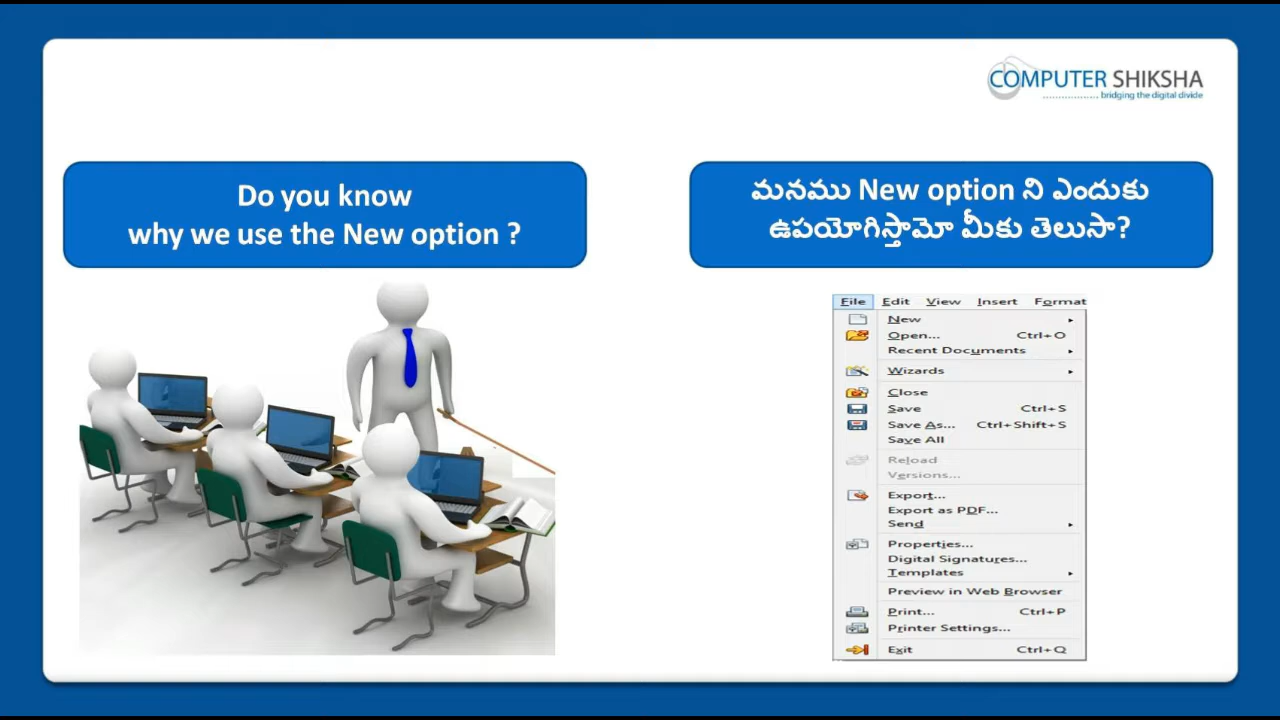 COMPUTER SHIKSHA
bridging the digital divide
Do you know
why we use the New option ?
మనము New option ని ఎందుకు
ఉపయోగిస్తామో మీకు తెలుసా?
File Edit View Insert Format
New
Open... Ctrl+O
Recent Documents
Wizards
Close
Save Ctrl+S
Save As... Ctrl+Shift+S
Save All
Reload
Versions...
Export...
Export as PDF...
Send
Properties...
Digital Signatures...
Templates
Preview in Web Browser
Print... Ctrl+P
Printer Settings...
Exit Ctrl+Q